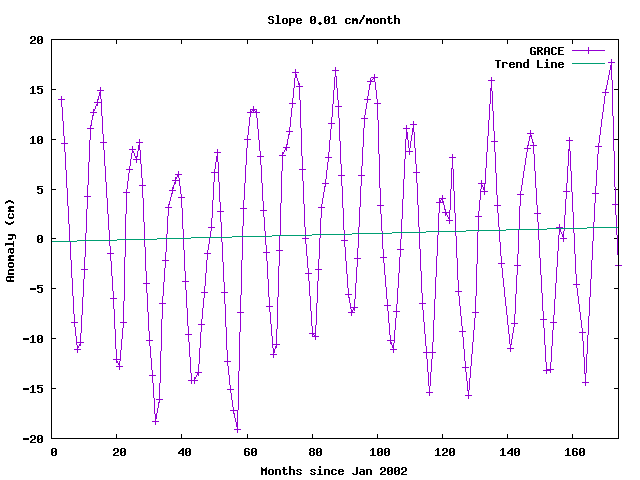 Slope 0.01 cm/month
GRACE
Trend Line
20
15
10
5
0
-5
-10
-15
-20
Anomaly (cm)
0 20 40 60 80 100 120 140 160
Months since Jan 2002